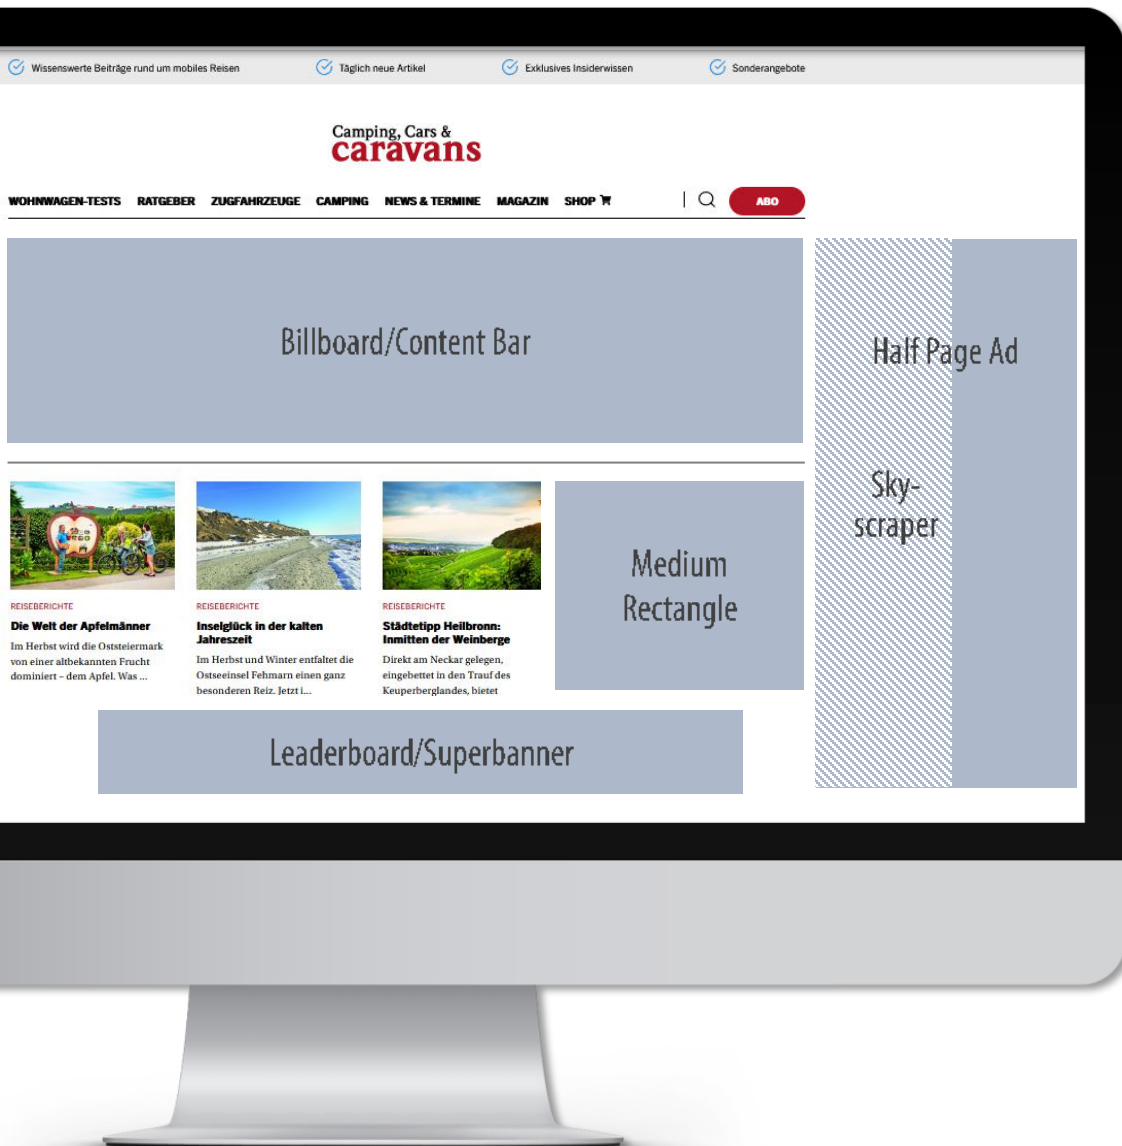 Wissenswerte Beiträge rund um mobiles Reisen
Täglich neue Artikel
Exklusives Insiderwissen
Sonderangebote
Camping, Cars &
caravans
WOHNWAGEN-TESTS RATGEBER ZUGFAHRZEUGE CAMPING NEWS & TERMINE MAGAZIN SHOP
ABO
Billboard/Content Bar
Half Page Ad
Sky-
scraper
REISEBERICHTE
Die Welt der Apfelmänner
Im Herbst wird die Oststeiermark
von einer altbekannten Frucht
dominiert – dem Apfel. Was ...
REISEBERICHTE
Inselglück in der kalten
Jahreszeit
Im Herbst und Winter entfaltet die
Ostseeinsel Fehmarn einen ganz
besonderen Reiz. Jetzt i...
REISEBERICHTE
Städtetipp Heilbronn:
Inmitten der Weinberge
Direkt am Neckar gelegen,
eingebettet in den Trauf des
Keuperberglandes, bietet
Medium
Rectangle
Leaderboard/Superbanner